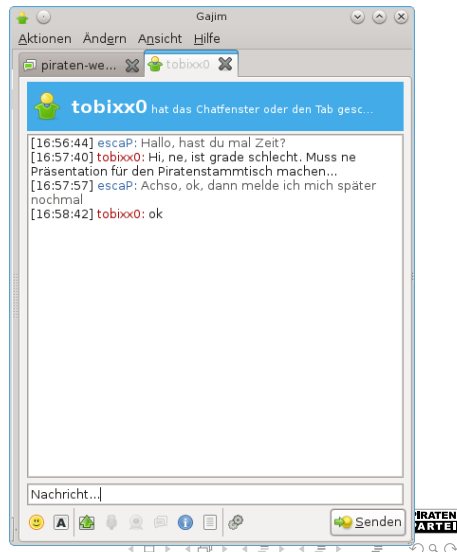 Gajim
Aktionen Ändern Ansicht Hilfe
piraten-we... tobixx0
tobixx0 hat das Chatfenster oder den Tab gesc...
[16:56:44] escaP: Hallo, hast du mal Zeit?
[16:57:40] tobixx0: Hi, ne, ist grade schlecht. Muss ne
Präsentation für den Piratenstammtisch machen...
[16:57:57] escaP: Achso, ok, dann melde ich mich später
nochmal
[16:58:42] tobixx0: ok
Nachricht...
A
Senden
PIRATEN
PARTEI